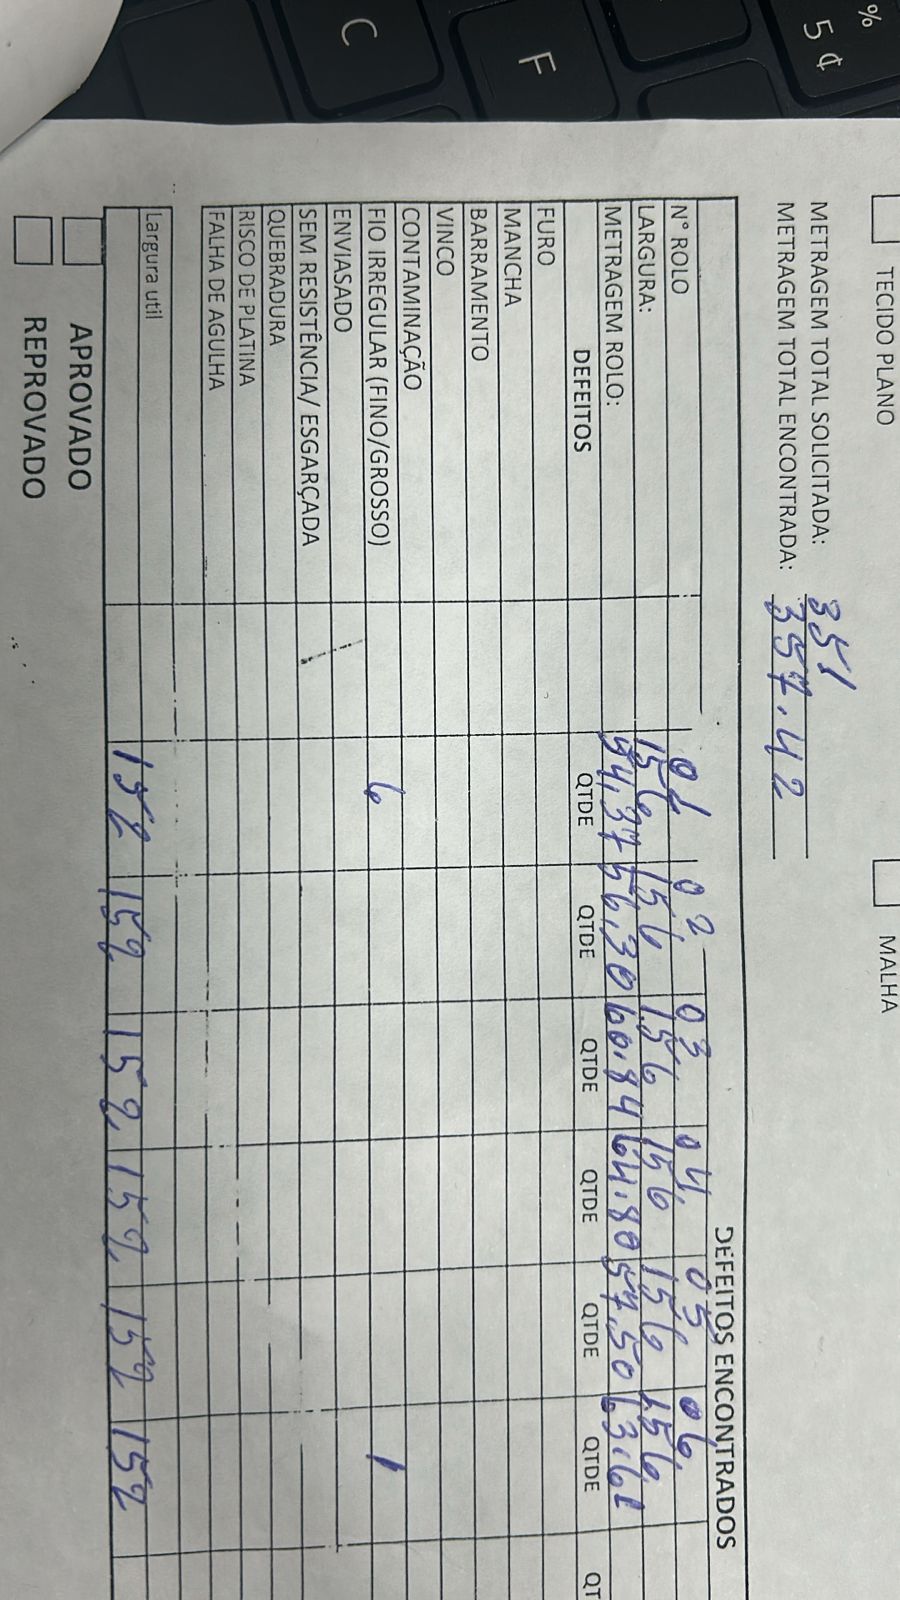 % 5 ¢
F
C
TECIDO PLANO MALHA
METRAGEM TOTAL SOLICITADA: 351
METRAGEM TOTAL ENCONTRADA: 357.42
DEFEITOS ENCONTRADOS
N° ROLO 01 02 03 04 05 06
LARGURA: 156 156 156 156 156 156
METRAGEM ROLO: 54,37 56,30 60.84 64.80 57,50 63.61
DEFEITOS QTDE QTDE QTDE QTDE QTDE QTDE QT
FURO
MANCHA
BARRAMENTO
VINCO
CONTAMINAÇÃO
FIO IRREGULAR (FINO/GROSSO) 6 1
ENVIASADO
SEM RESISTÊNCIA/ ESGARÇADA
QUEBRADURA
RISCO DE PLATINA
FALHA DE AGULHA
Largura util 152 152 152 152 152 152
APROVADO
REPROVADO